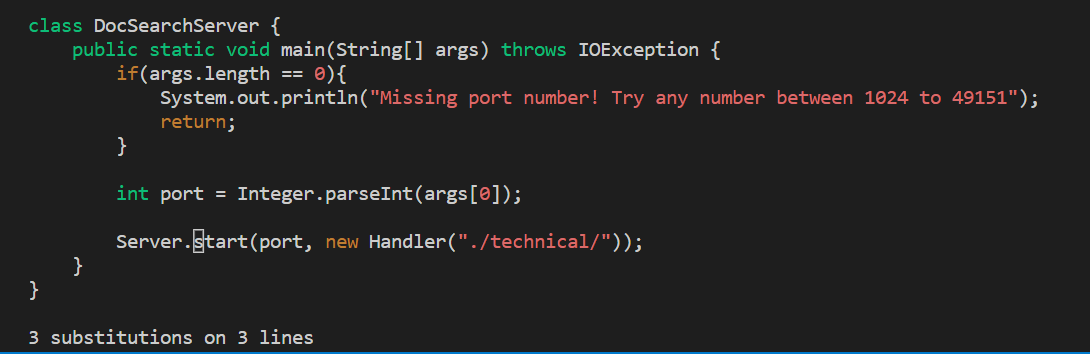 class DocSearchServer {
    public static void main(String[] args) throws IOException {
        if(args.length == 0){
            System.out.println("Missing port number! Try any number between 1024 to 49151");
            return;
        }
        int port = Integer.parseInt(args[0]);
        Server.start(port, new Handler("./technical/"));
    }
}
3 substitutions on 3 lines